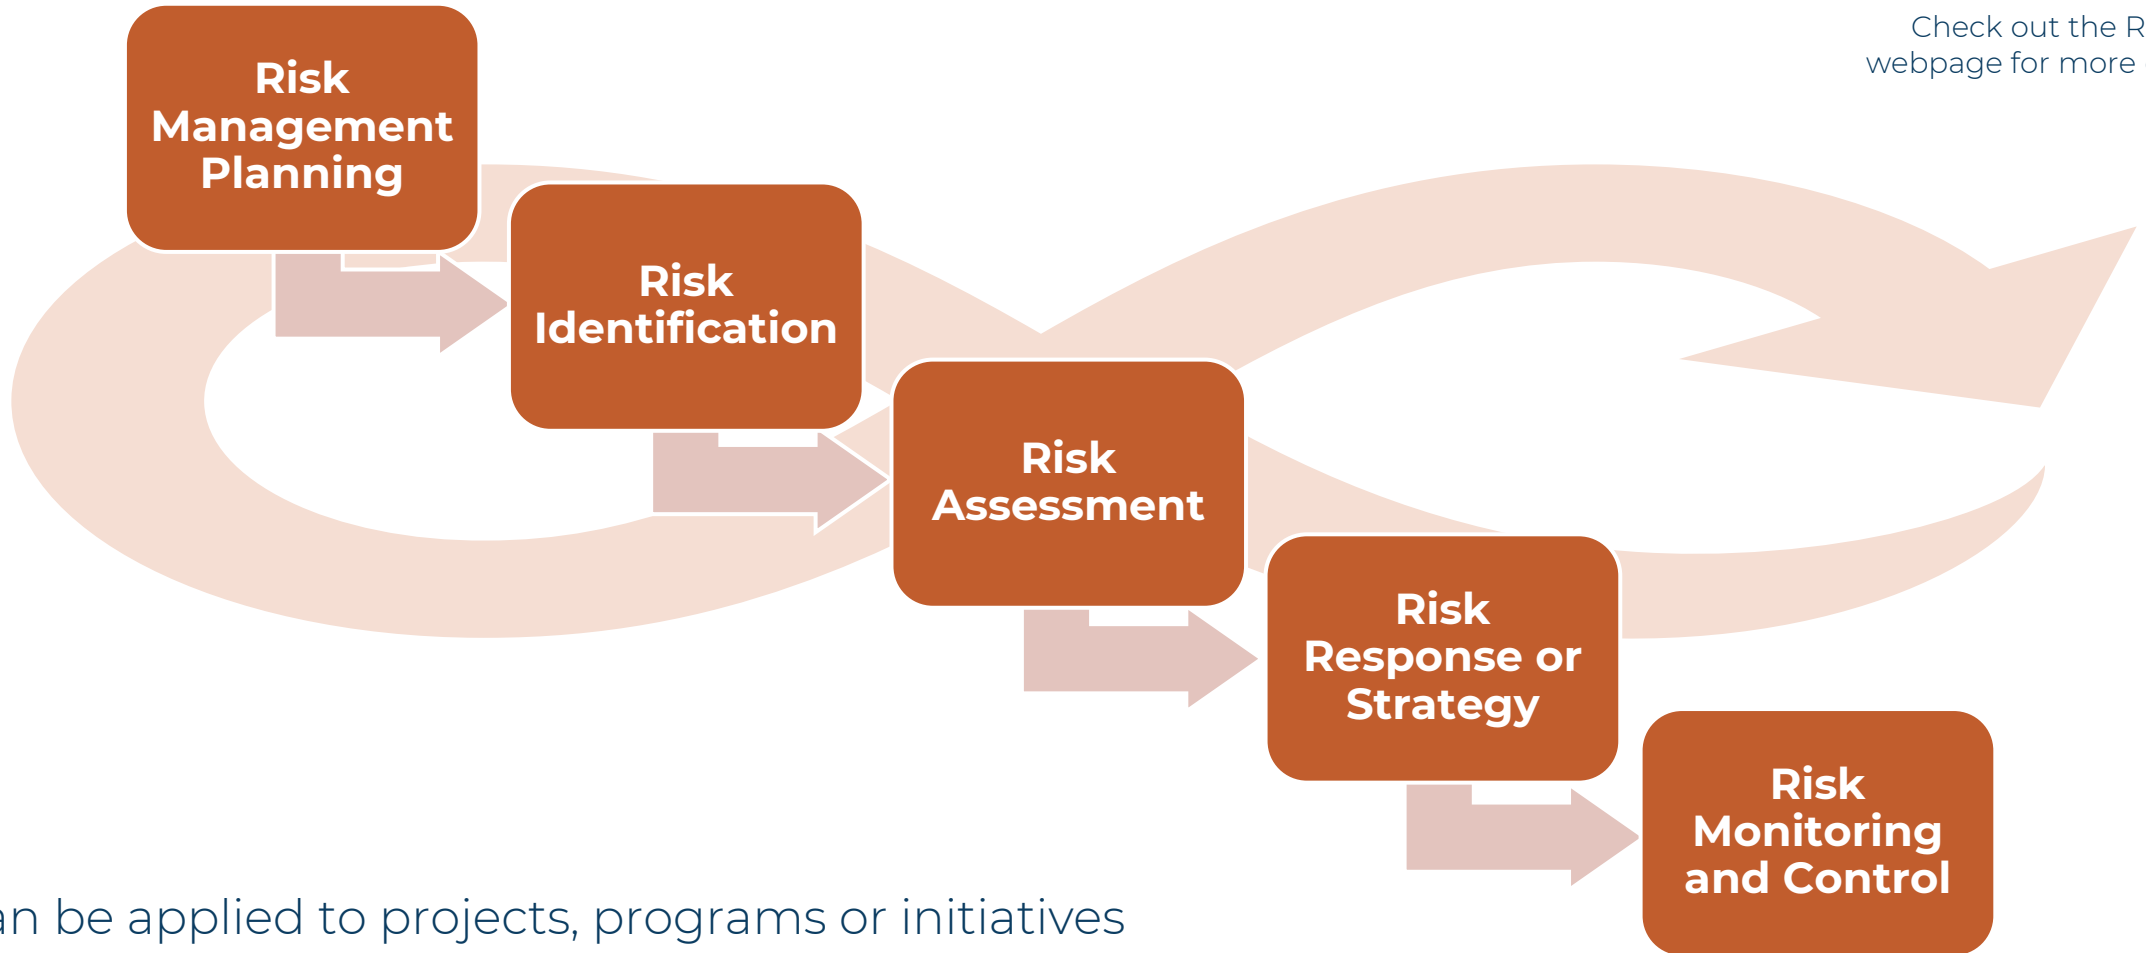 Check out the R
webpage for more
Risk
Management
Planning
Risk
Identification
Risk
Assessment
Risk
Response or
Strategy
Risk
Monitoring
and Control
an be applied to projects, programs or initiatives